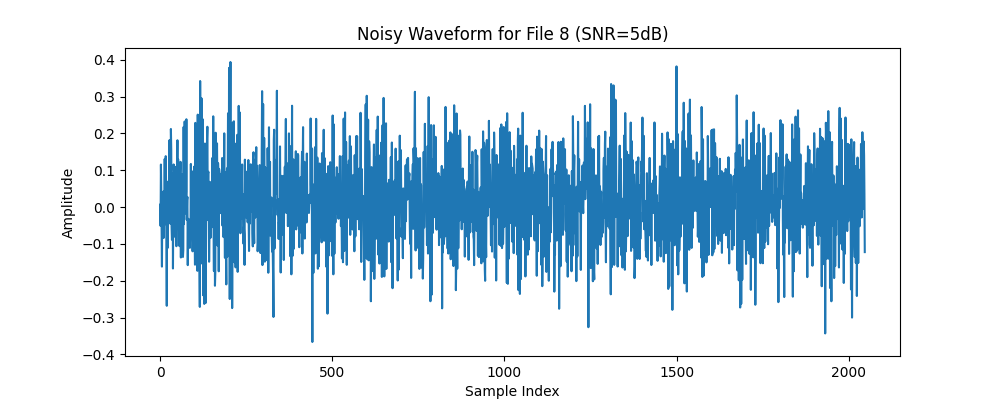 Noisy Waveform for File 8 (SNR=5dB)
0.4
0.3
0.2
0.1
0.0
−0.1
−0.2
−0.3
−0.4
Amplitude
0 500 1000 1500 2000
Sample Index